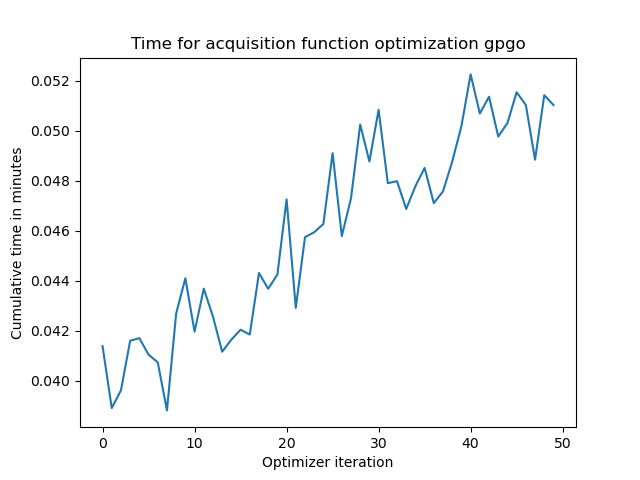 Time for acquisition function optimization gpgo
0.052
0.050
0.048
0.046
0.044
0.042
0.040
Cumulative time in minutes
0 10 20 30 40 50
Optimizer iteration